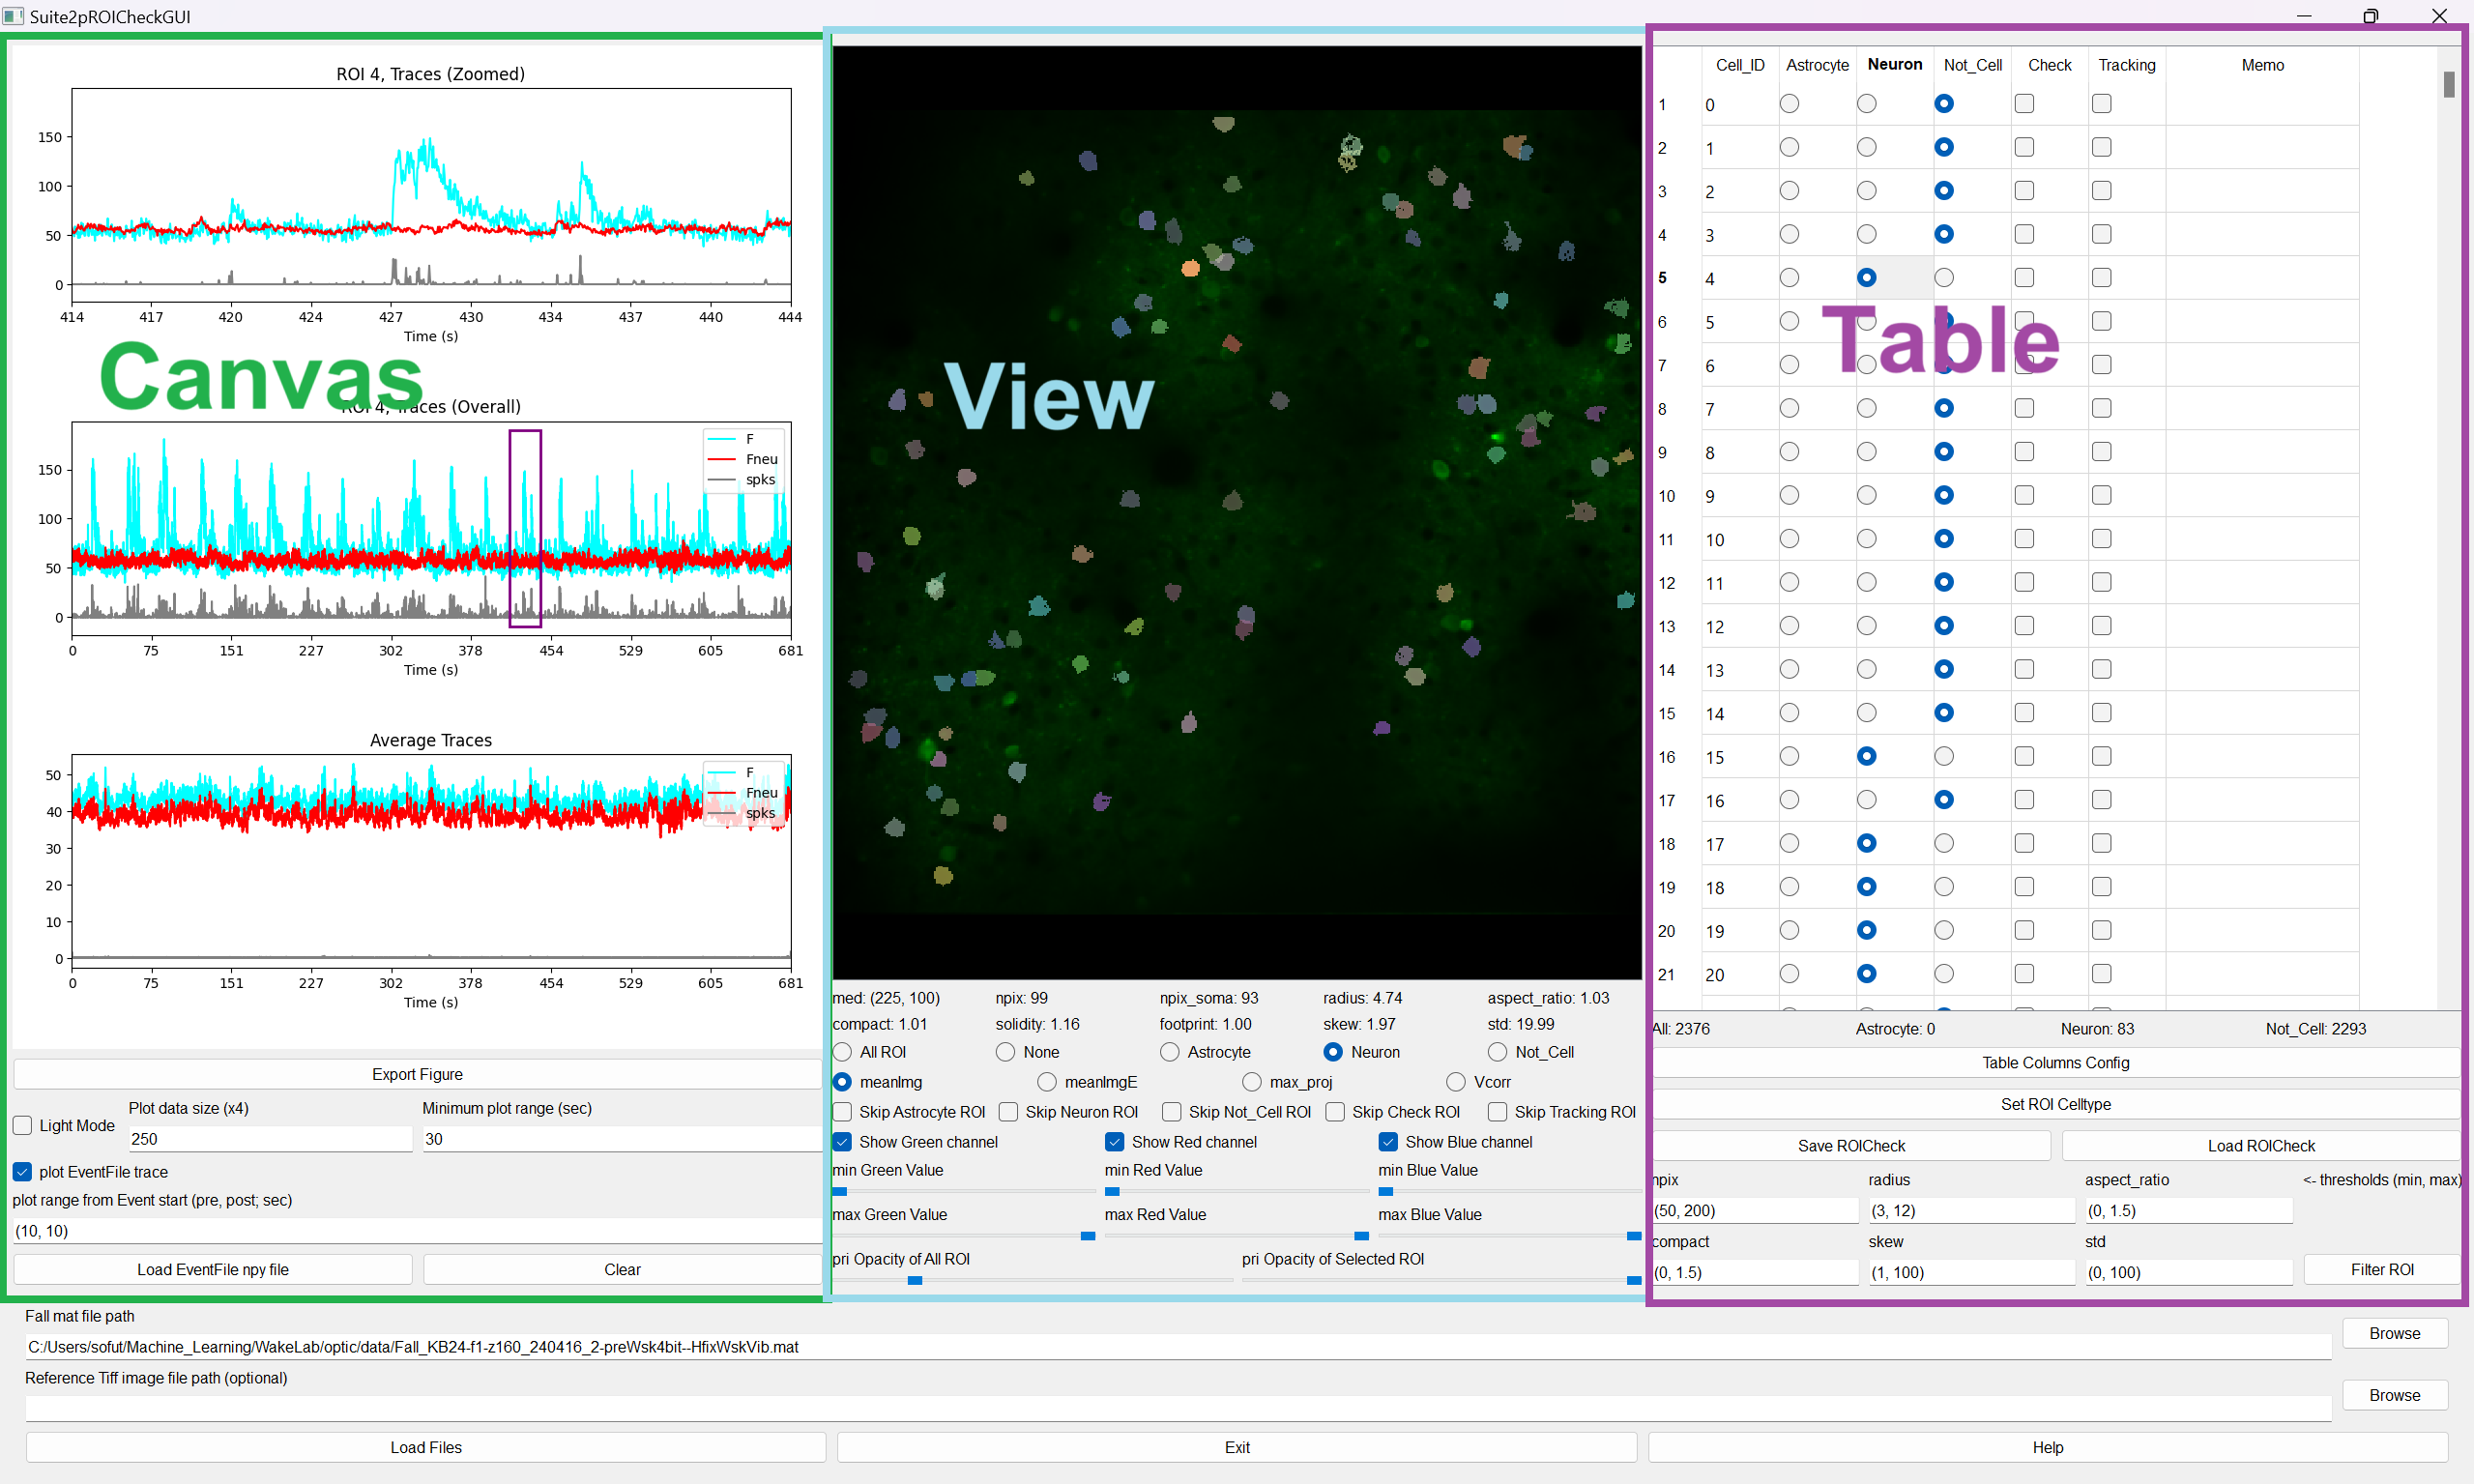 Suite2pROICheckGUI
ROI 4, Traces (Zoomed)
150
100
50
0
414 417 420 424 427 430 434 437 440 444
Time (s)
Canvas
ROI 4, Traces (Overall)
F
Fneu
spks
150
100
50
0
0 75 151 227 302 378 454 529 605 681
Time (s)
Average Traces
F
Fneu
spks
50
40
30
20
10
0
0 75 151 227 302 378 454 529 605 681
Time (s)
Export Figure
Light Mode
Plot data size (x4)
250
Minimum plot range (sec)
30
plot EventFile trace
plot range from Event start (pre, post; sec)
(10, 10)
Load EventFile npy file
Clear
View
med: (225, 100) npix: 99 npix_soma: 93 radius: 4.74 aspect_ratio: 1.03
compact: 1.01 solidity: 1.16 footprint: 1.00 skew: 1.97 std: 19.99
All ROI None Astrocyte Neuron Not_Cell
meanImg meanImgE max_proj Vcorr
Skip Astrocyte ROI Skip Neuron ROI Skip Not_Cell ROI Skip Check ROI Skip Tracking ROI
Show Green channel Show Red channel Show Blue channel
min Green Value min Red Value min Blue Value
max Green Value max Red Value max Blue Value
pri Opacity of All ROI pri Opacity of Selected ROI
Cell_ID Astrocyte Neuron Not_Cell Check Tracking Memo
1 0
2 1
3 2
4 3
5 4
6 5
Table
7 6
8 7
9 8
10 9
11 10
12 11
13 12
14 13
15 14
16 15
17 16
18 17
19 18
20 19
21 20
All: 2376 Astrocyte: 0 Neuron: 83 Not_Cell: 2293
Table Columns Config
Set ROI Celltype
Save ROICheck Load ROICheck
npix radius aspect_ratio <- thresholds (min, max)
(50, 200) (3, 12) (0, 1.5)
compact skew std
(0, 1.5) (1, 100) (0, 100) Filter ROI
Fall mat file path
C:/Users/sofut/Machine_Learning/WakeLab/optic/data/Fall_KB24-f1-z160_240416_2-preWsk4bit--HfixWskVib.mat
Browse
Reference Tiff image file path (optional)
Browse
Load Files Exit Help